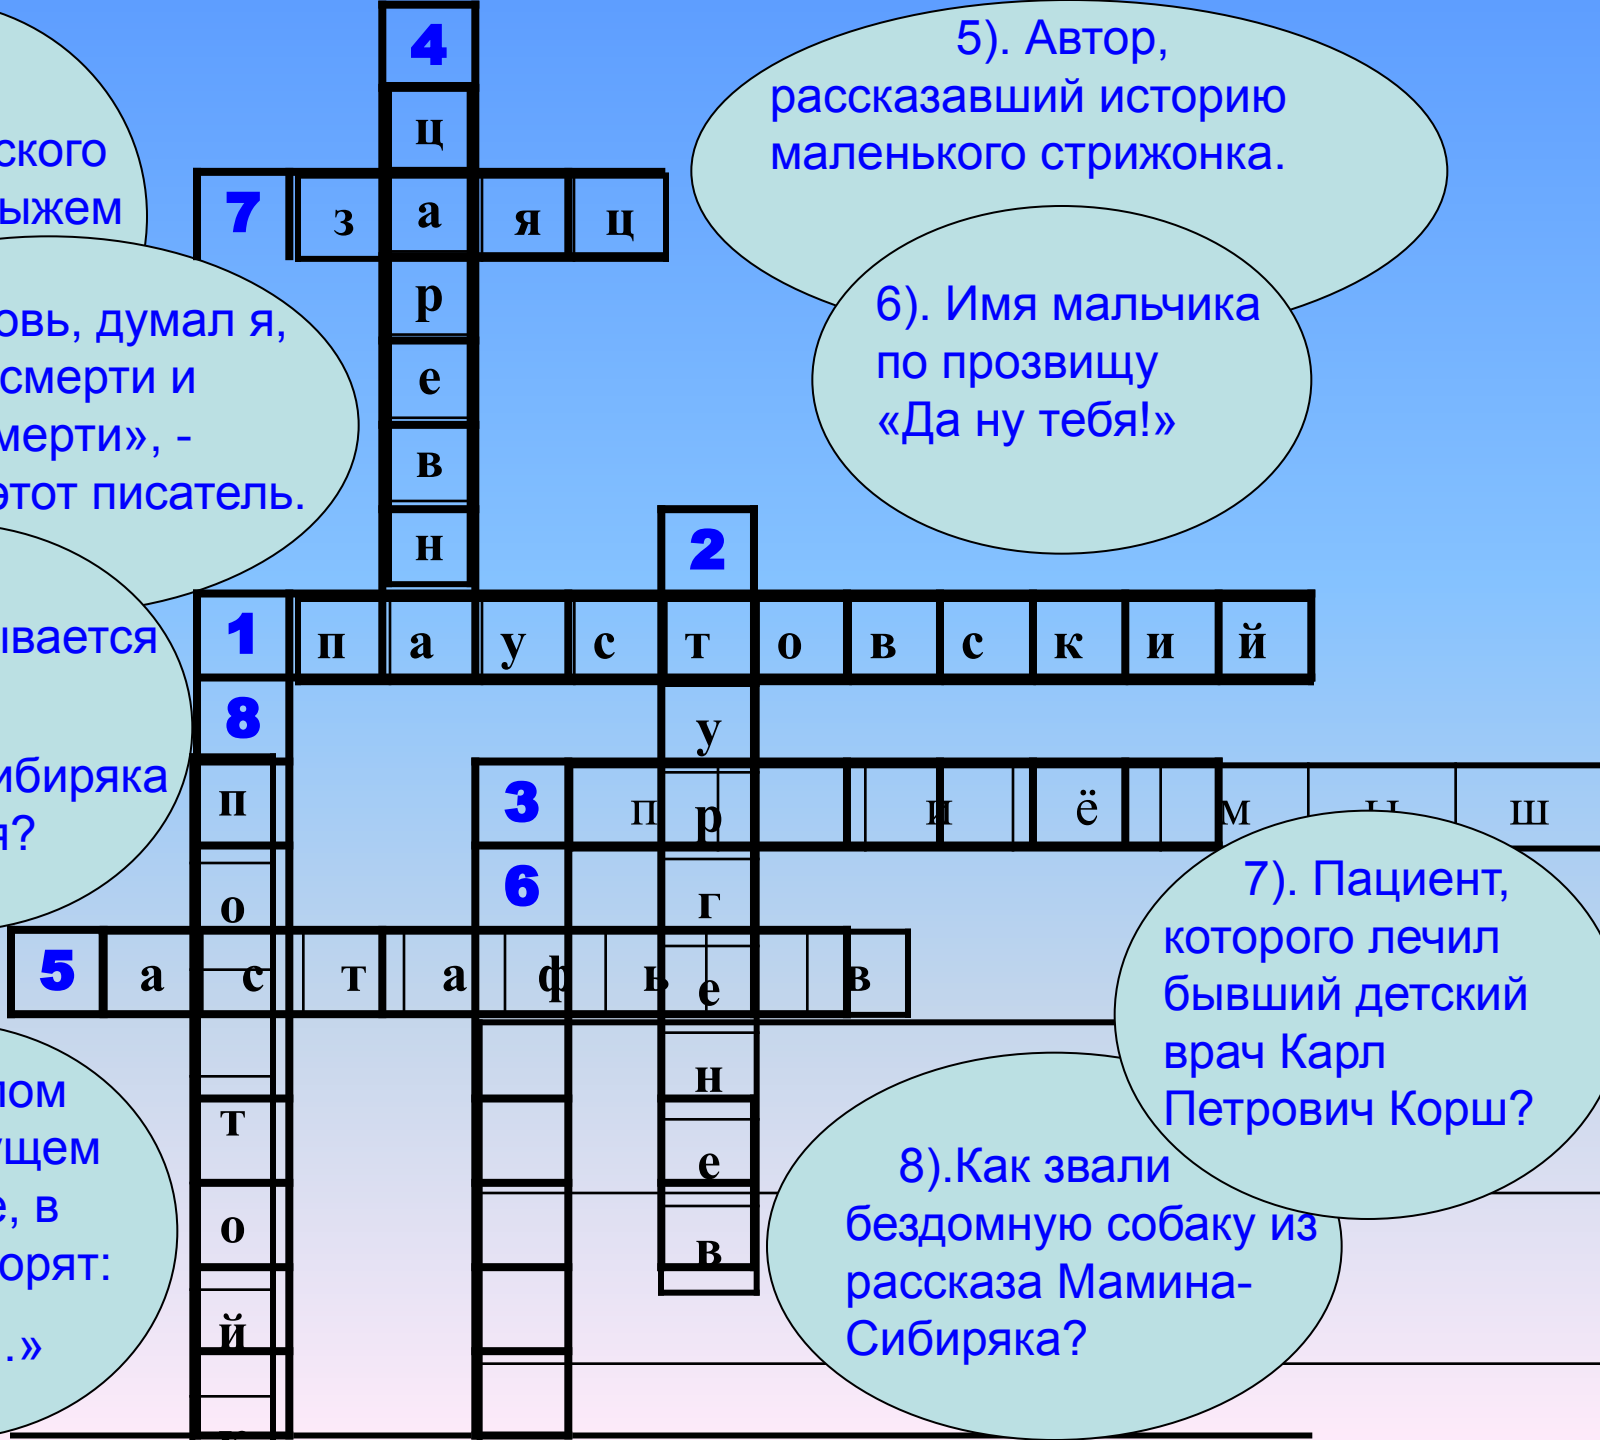 4
ц
а
р
е
в
н
7 з а я ц
5). Автор,
рассказавший историю
маленького стрижонка.
6). Имя мальчика
по прозвищу
«Да ну тебя!»
ского
ыжем
овь, думал я,
смерти и
мерти», -
этот писатель.
ывается
ибиряка
я?
лом
ущем
е, в
орят:
.»
2
1 п а у с т о в с к и й
у
р
г
е
н
е
в
8
п
о
с
т
о
й
3 п и ё м ы ш
6
5 а с т а ф ь е в
7). Пациент,
которого лечил
бывший детский
врач Карл
Петрович Корш?
8).Как звали
бездомную собаку из
рассказа Мамина-
Сибиряка?